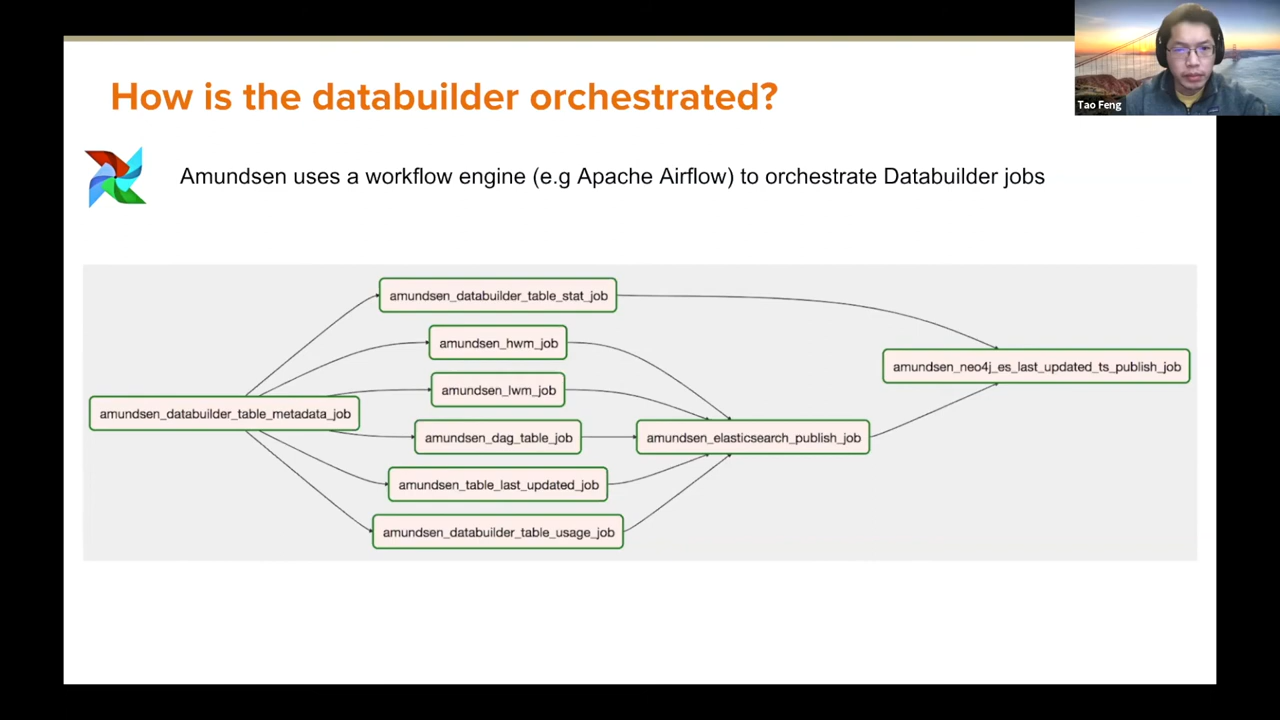 How is the databuilder orchestrated?
Tao Feng
Amundsen uses a workflow engine (e.g Apache Airflow) to orchestrate Databuilder jobs
amundsen_databuilder_table_stat_job
amundsen_hwm_job
amundsen_neo4j_es_last_updated_ts_publish_job
amundsen_lwm_job
amundsen_databuilder_table_metadata_job
amundsen_dag_table_job
amundsen_elasticsearch_publish_job
amundsen_table_last_updated_job
amundsen_databuilder_table_usage_job